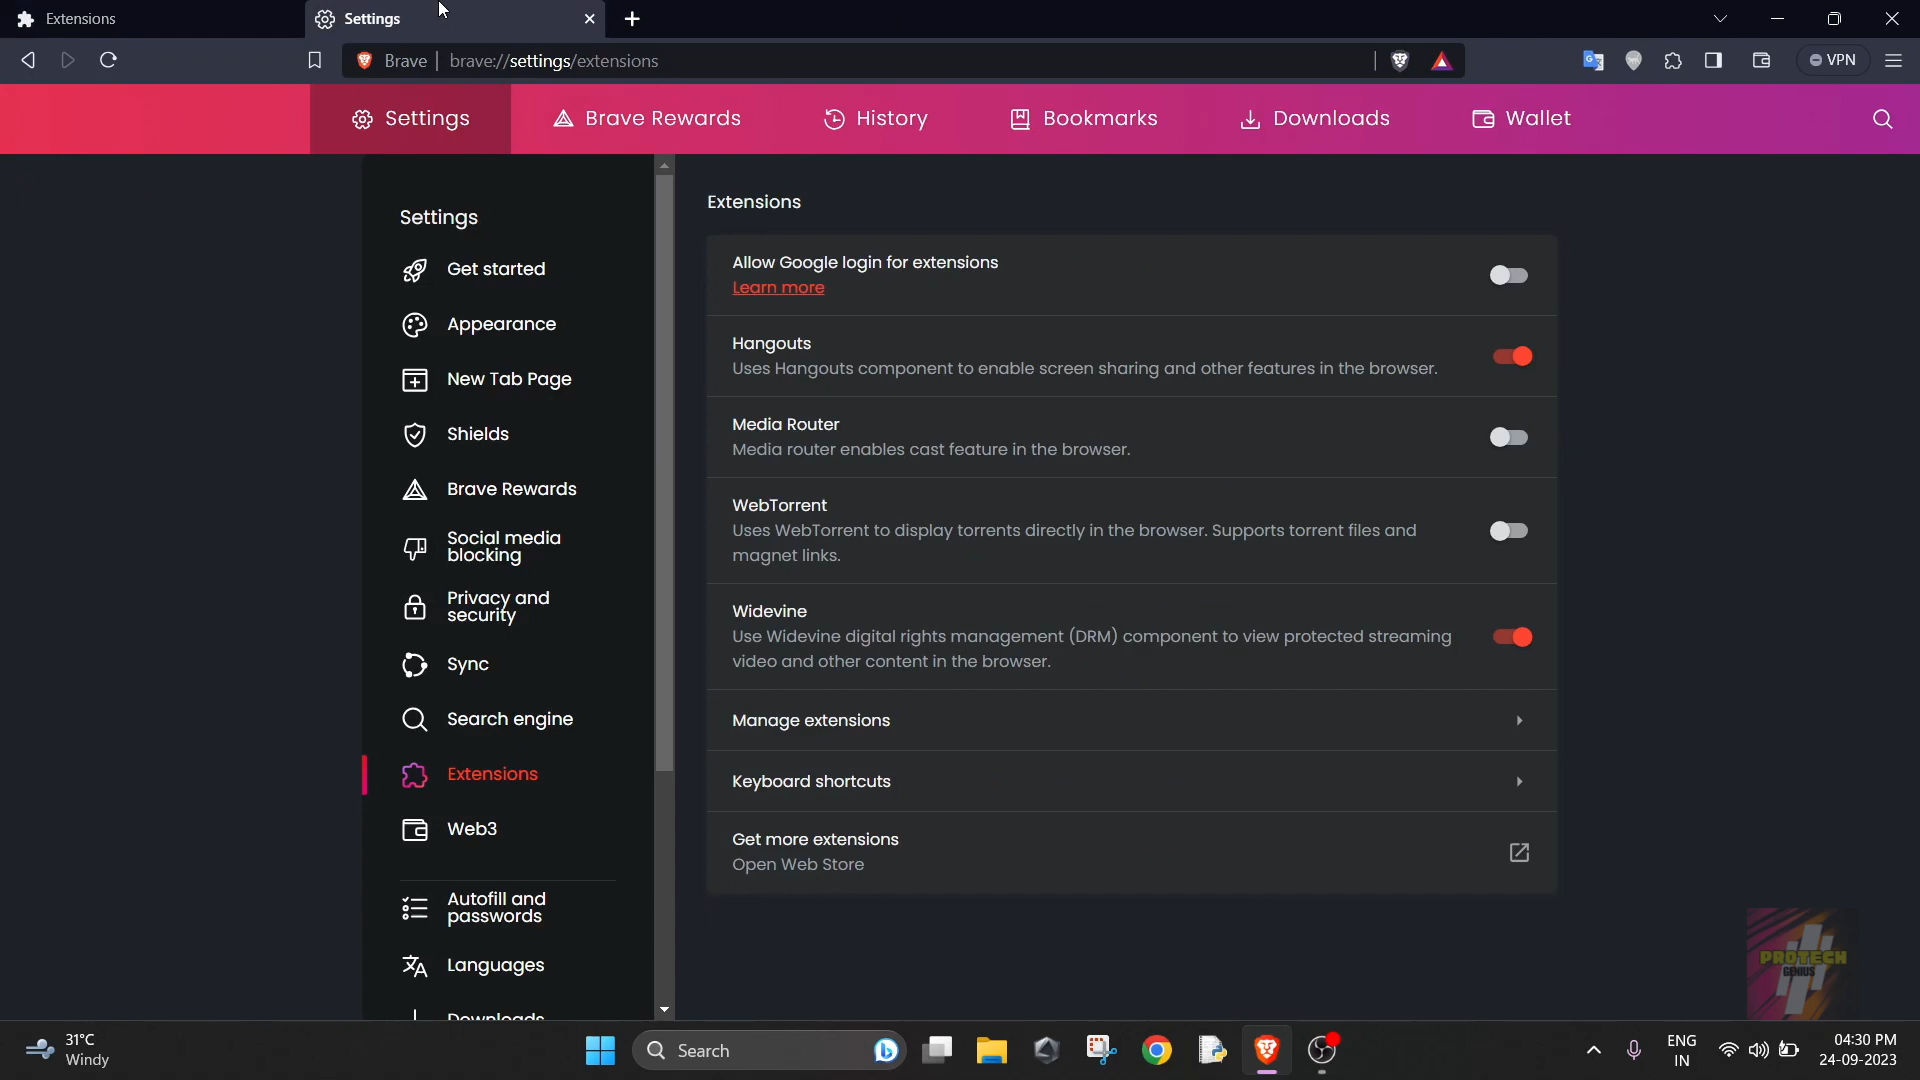 Extensions
Settings
Brave
brave://settings/extensions
VPN
Settings
Brave Rewards
History
Bookmarks
Downloads
Wallet
Settings
Get started
Appearance
New Tab Page
Shields
Brave Rewards
Social media
blocking
Privacy and
security
Sync
Search engine
Extensions
Web3
Autofill and
passwords
Languages
Downloads
Extensions
Allow Google login for extensions
Learn more
Hangouts
Uses Hangouts component to enable screen sharing and other features in the browser.
Media Router
Media router enables cast feature in the browser.
WebTorrent
Uses WebTorrent to display torrents directly in the browser. Supports torrent files and
magnet links.
Widevine
Use Widevine digital rights management (DRM) component to view protected streaming
video and other content in the browser.
Manage extensions
Keyboard shortcuts
Get more extensions
Open Web Store
PROTECH
GENIUS
31°C
Windy
Search
ENG
IN
04:30 PM
24-09-2023